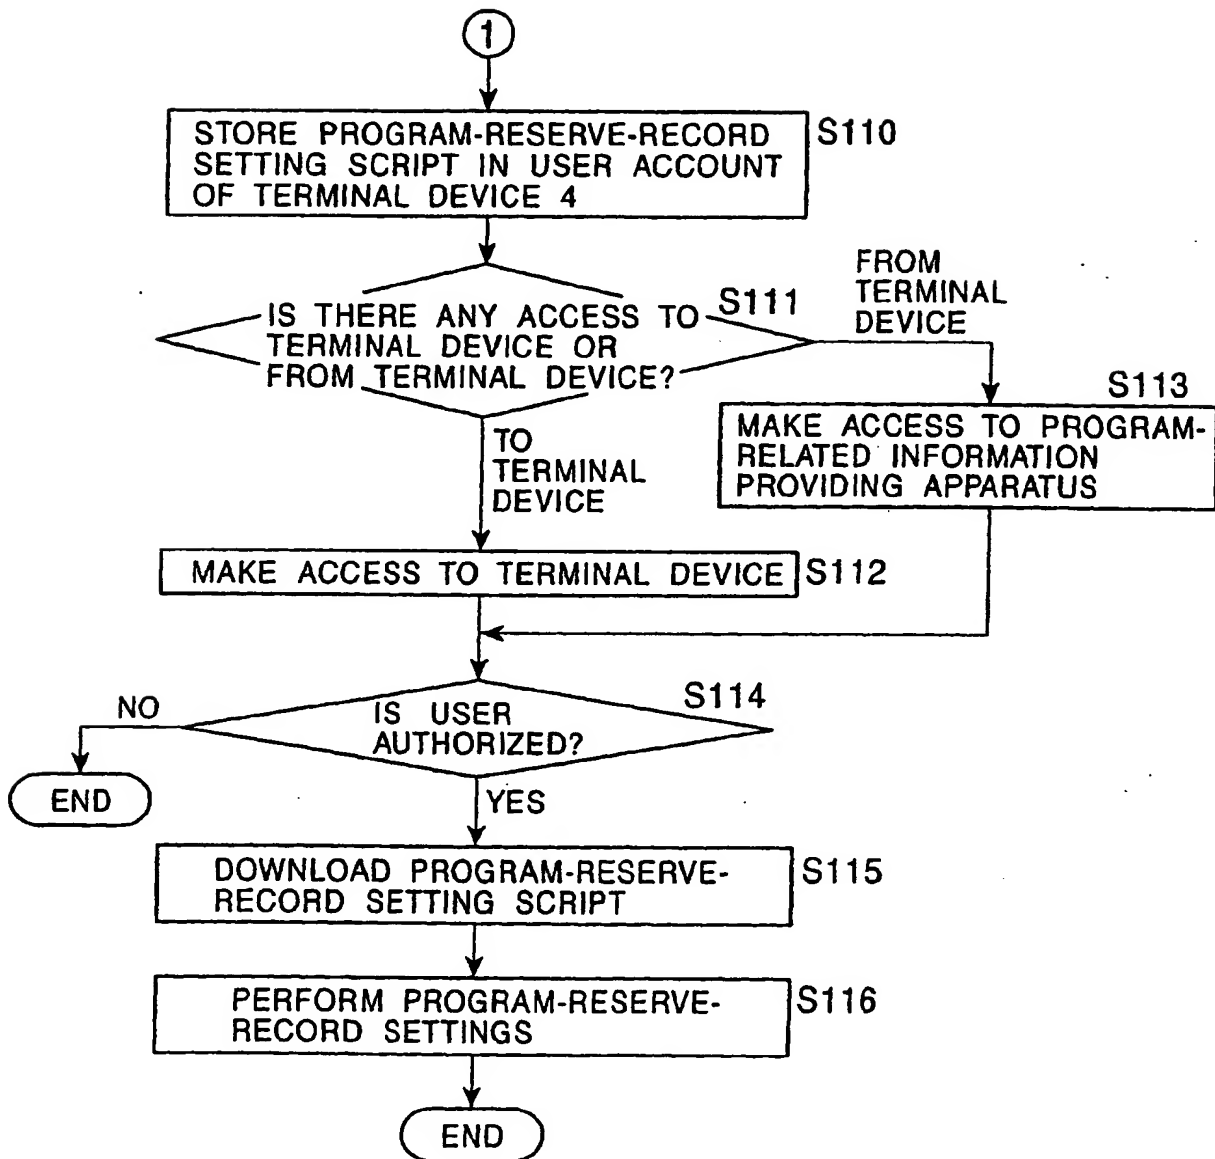 1
STORE PROGRAM-RESERVE-RECORD
SETTING SCRIPT IN USER ACCOUNT
OF TERMINAL DEVICE 4
S110
IS THERE ANY ACCESS TO
TERMINAL DEVICE OR
FROM TERMINAL DEVICE?
S111
FROM
TERMINAL
DEVICE
TO
TERMINAL
DEVICE
S113
MAKE ACCESS TO PROGRAM-
RELATED INFORMATION
PROVIDING APPARATUS
MAKE ACCESS TO TERMINAL DEVICE
S112
IS USER
AUTHORIZED?
S114
NO
END
YES
DOWNLOAD PROGRAM-RESERVE-
RECORD SETTING SCRIPT
S115
PERFORM PROGRAM-RESERVE-
RECORD SETTINGS
S116
END